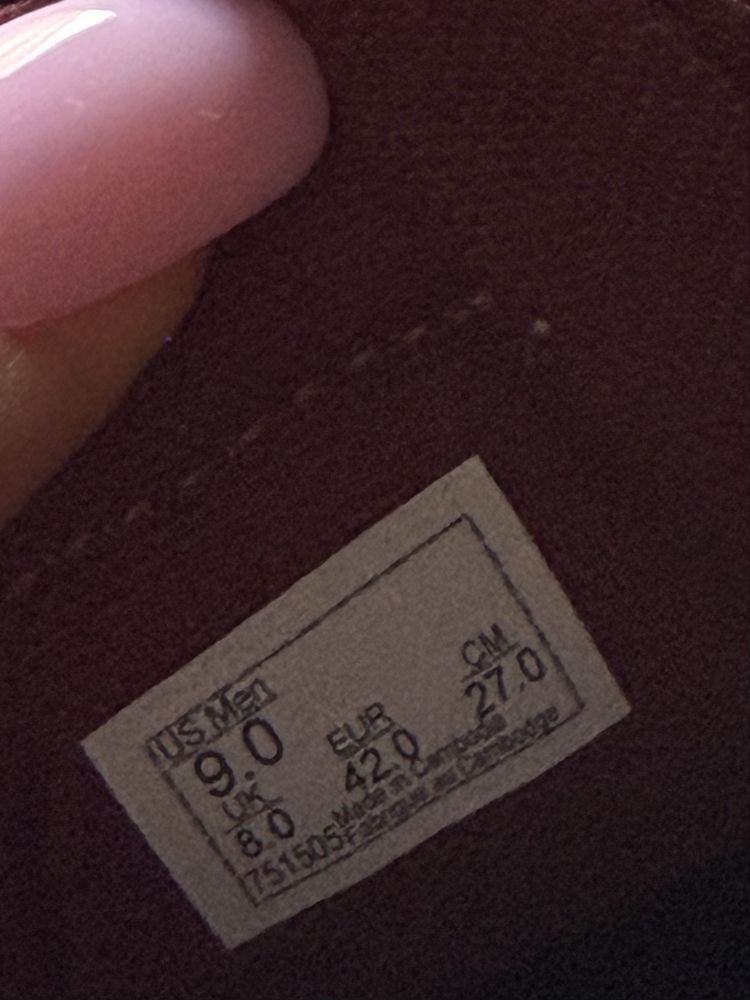 US Men
9.0
UK
8.0
EUR
42.0
CM
27.0
751505
Made in Campodia
Fabriqué au Cambodge